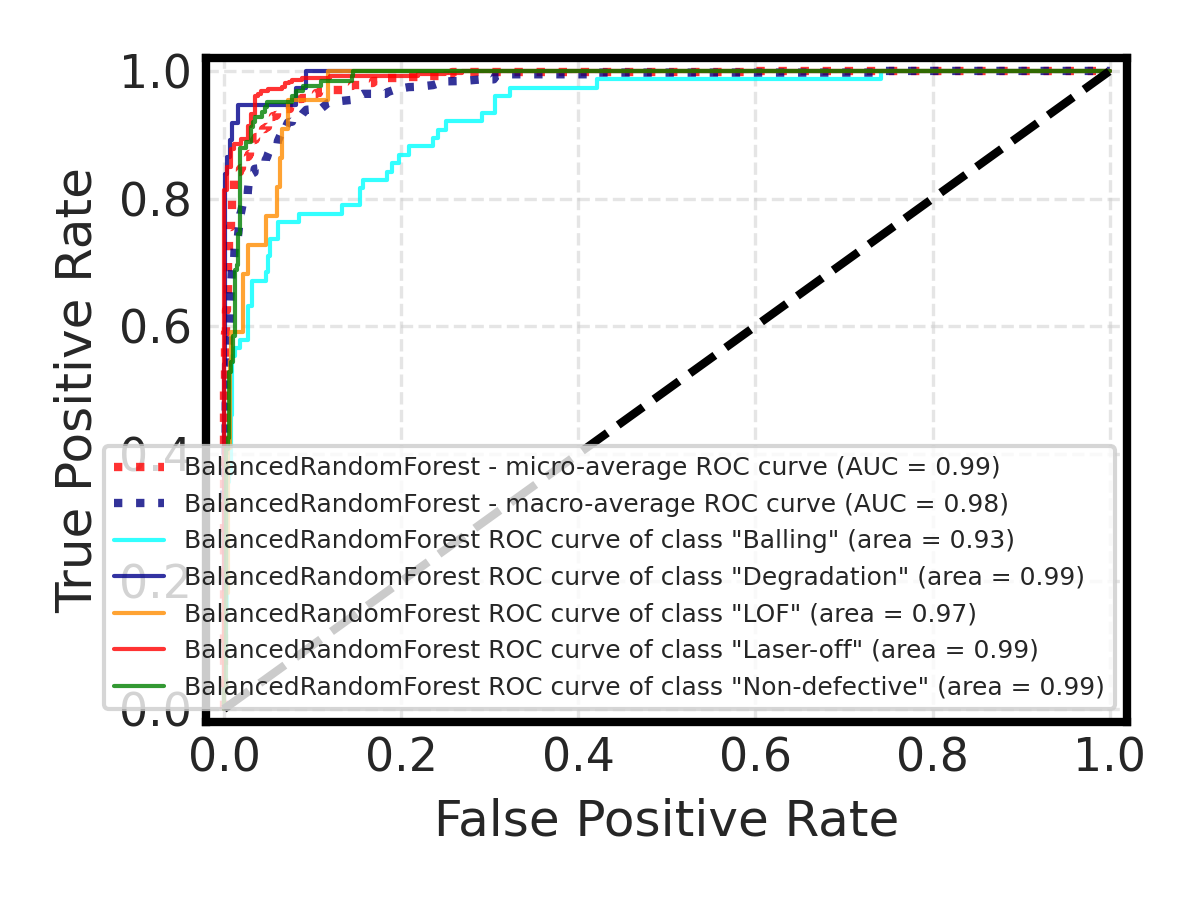 1.0
0.8
0.6
0.4
0.2
0.0
True Positive Rate
BalancedRandomForest - micro-average ROC curve (AUC = 0.99)
BalancedRandomForest - macro-average ROC curve (AUC = 0.98)
BalancedRandomForest ROC curve of class "Balling" (area = 0.93)
BalancedRandomForest ROC curve of class "Degradation" (area = 0.99)
BalancedRandomForest ROC curve of class "LOF" (area = 0.97)
BalancedRandomForest ROC curve of class "Laser-off" (area = 0.99)
BalancedRandomForest ROC curve of class "Non-defective" (area = 0.99)
0.0 0.2 0.4 0.6 0.8 1.0
False Positive Rate